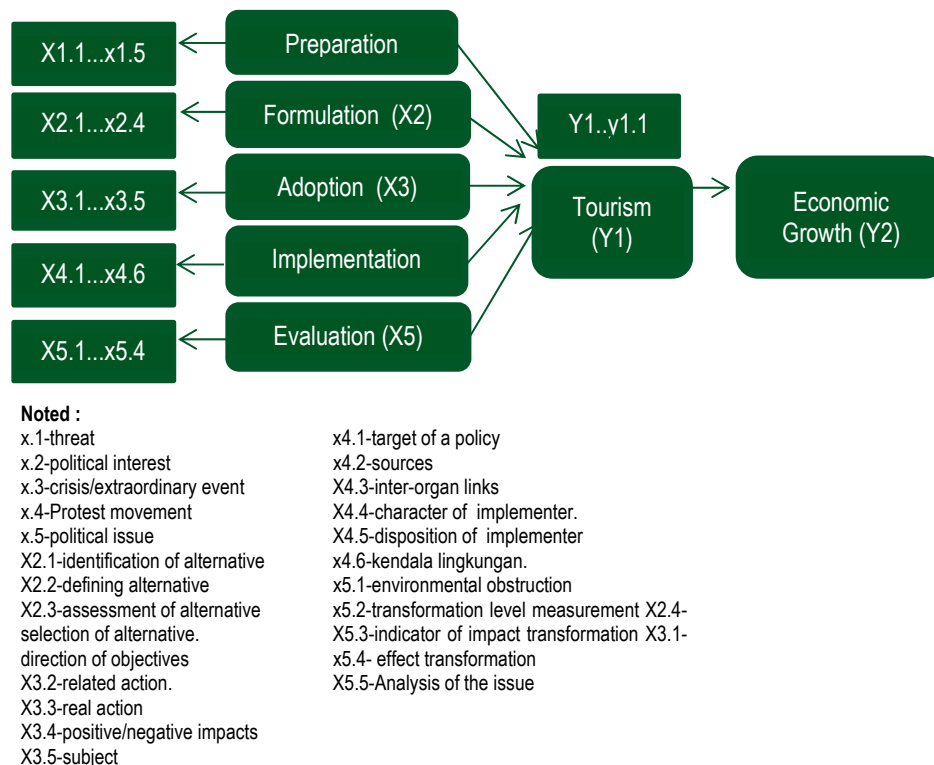 X1.1...x1.5
Preparation
X2.1...x2.4
Formulation (X2)
Y1..y1.1
X3.1...x3.5
Adoption (X3)
Tourism
(Y1)
Economic
Growth (Y2)
X4.1...x4.6
Implementation
X5.1...x5.4
Evaluation (X5)
Noted :
x.1-threat
x.2-political interest
x.3-crisis/extraordinary event
x.4-Protest movement
x.5-political issue
X2.1-identification of alternative
X2.2-defining alternative
X2.3-assessment of alternative
selection of alternative.
direction of objectives
X3.2-related action.
X3.3-real action
X3.4-positive/negative impacts
X3.5-subject
x4.1-target of a policy
x4.2-sources
X4.3-inter-organ links
X4.4-character of implementer.
X4.5-disposition of implementer
x4.6-kendala lingkungan.
x5.1-environmental obstruction
x5.2-transformation level measurement X2.4-
X5.3-indicator of impact transformation X3.1-
x5.4- effect transformation
X5.5-Analysis of the issue